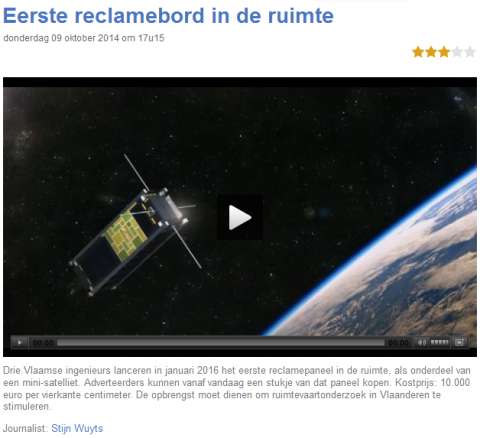 Eerste reclamebord in de ruimte
donderdag 09 oktober 2014 om 17u15
00:00 00:00
Drie Vlaamse ingenieurs lanceren in januari 2016 het eerste reclamepaneel in de ruimte, als onderdeel van
een mini-satelliet. Adverteerders kunnen vanaf vandaag een stukje van dat paneel kopen. Kostprijs: 10.000
euro per vierkante centimeter. De opbrengst moet dienen om ruimtevaartonderzoek in Vlaanderen te
stimuleren.
Journalist: Stijn Wuyts